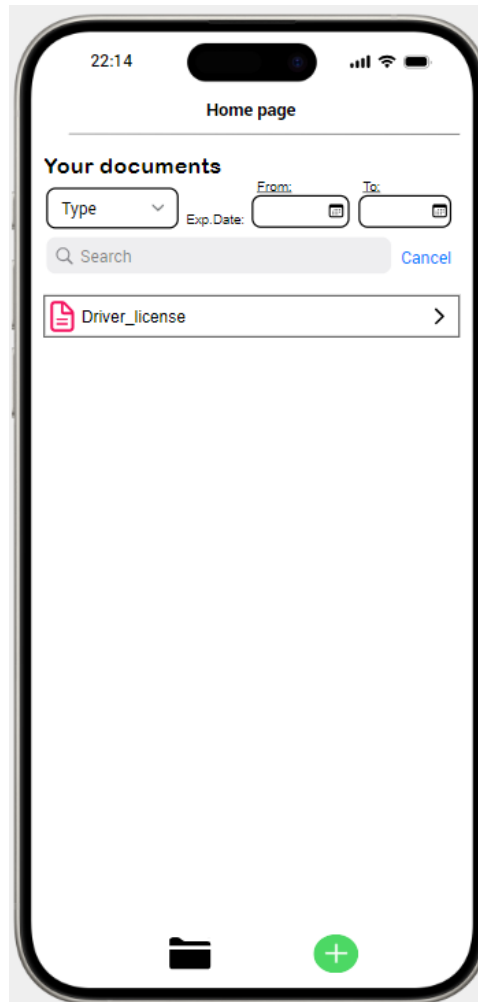 22:14
Home page
Your documents
From: To:
Type Exp.Date:
Search Cancel
Driver_license